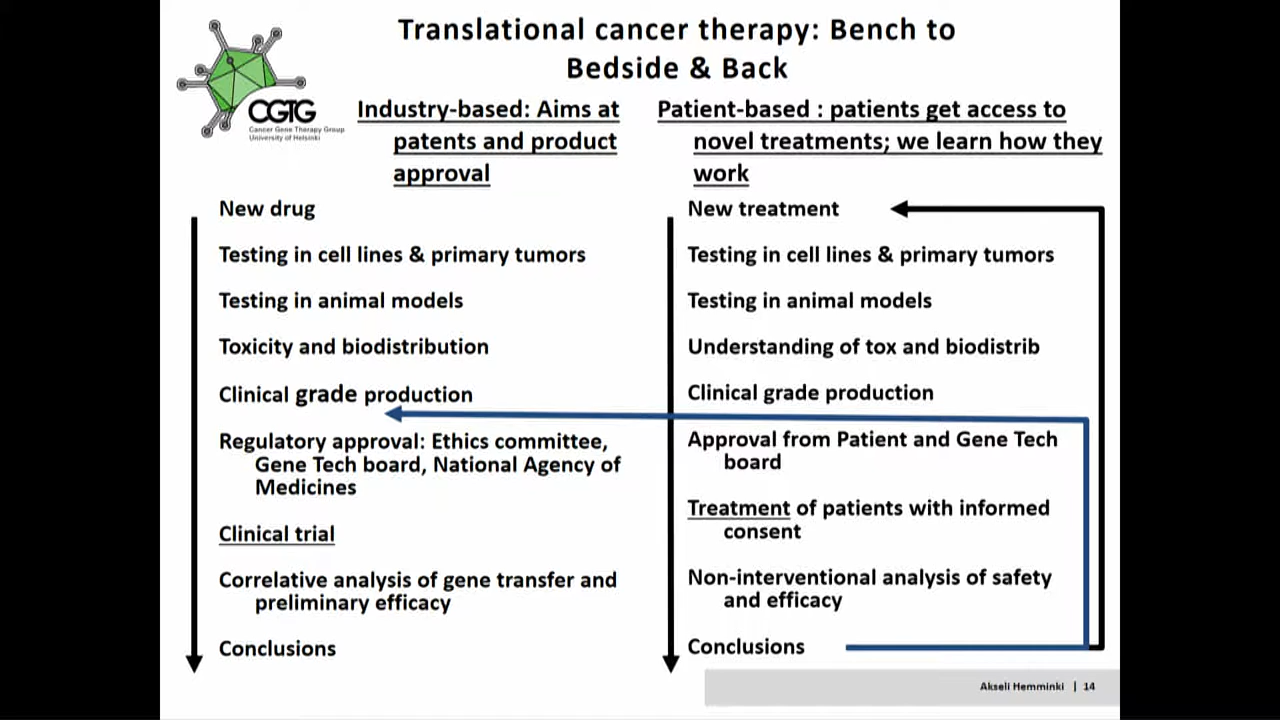 Translational cancer therapy: Bench to
Bedside & Back
CGTG
Cancer Gene Therapy Group
University of Helsinki
Industry-based: Aims at
patents and product
approval
New drug
Testing in cell lines & primary tumors
Testing in animal models
Toxicity and biodistribution
Clinical grade production
Regulatory approval: Ethics committee,
Gene Tech board, National Agency of
Medicines
Clinical trial
Correlative analysis of gene transfer and
preliminary efficacy
Conclusions
Patient-based : patients get access to
novel treatments; we learn how they
work
New treatment
Testing in cell lines & primary tumors
Testing in animal models
Understanding of tox and biodistrib
Clinical grade production
Approval from Patient and Gene Tech
board
Treatment of patients with informed
consent
Non-interventional analysis of safety
and efficacy
Conclusions
Akseli Hemminki | 14